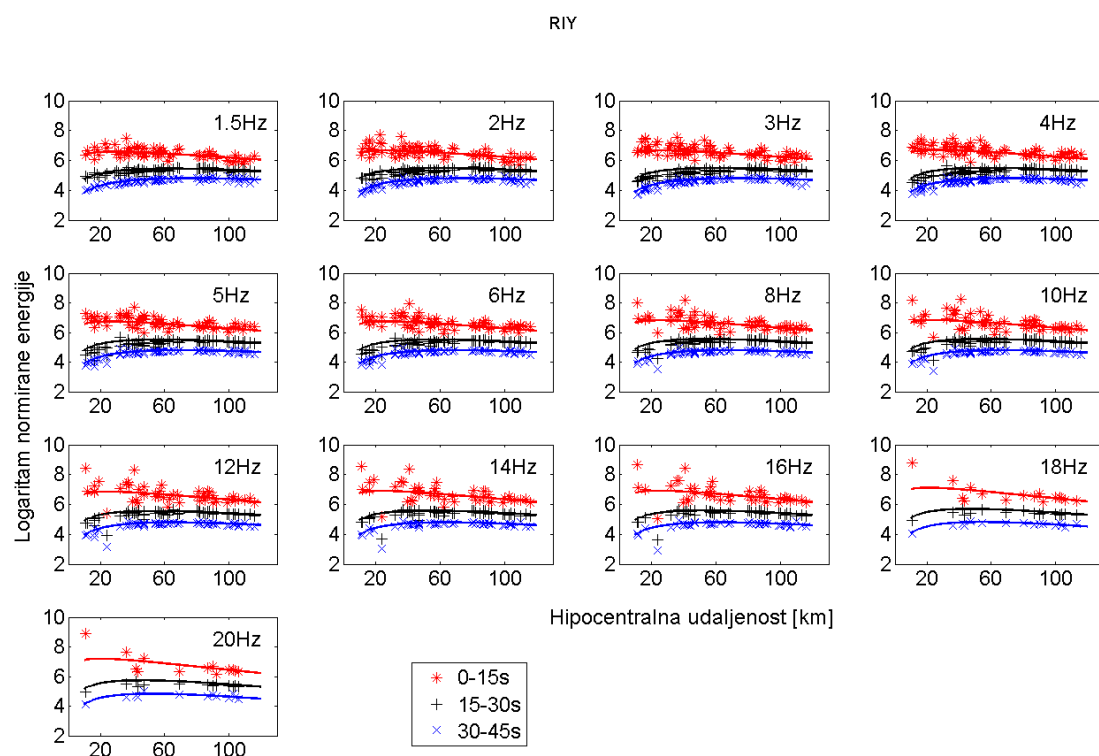 RIY
Logaritam normirane energije
10 8 6 4 2
1.5Hz
20 60 100
10 8 6 4 2
2Hz
20 60 100
10 8 6 4 2
3Hz
20 60 100
10 8 6 4 2
4Hz
20 60 100
10 8 6 4 2
5Hz
20 60 100
10 8 6 4 2
6Hz
20 60 100
10 8 6 4 2
8Hz
20 60 100
10 8 6 4 2
10Hz
20 60 100
10 8 6 4 2
12Hz
20 60 100
10 8 6 4 2
14Hz
20 60 100
10 8 6 4 2
16Hz
20 60 100
10 8 6 4 2
18Hz
20 60 100
10 8 6 4 2
20Hz
20 60 100
Hipocentralna udaljenost [km]
0-15s
15-30s
30-45s